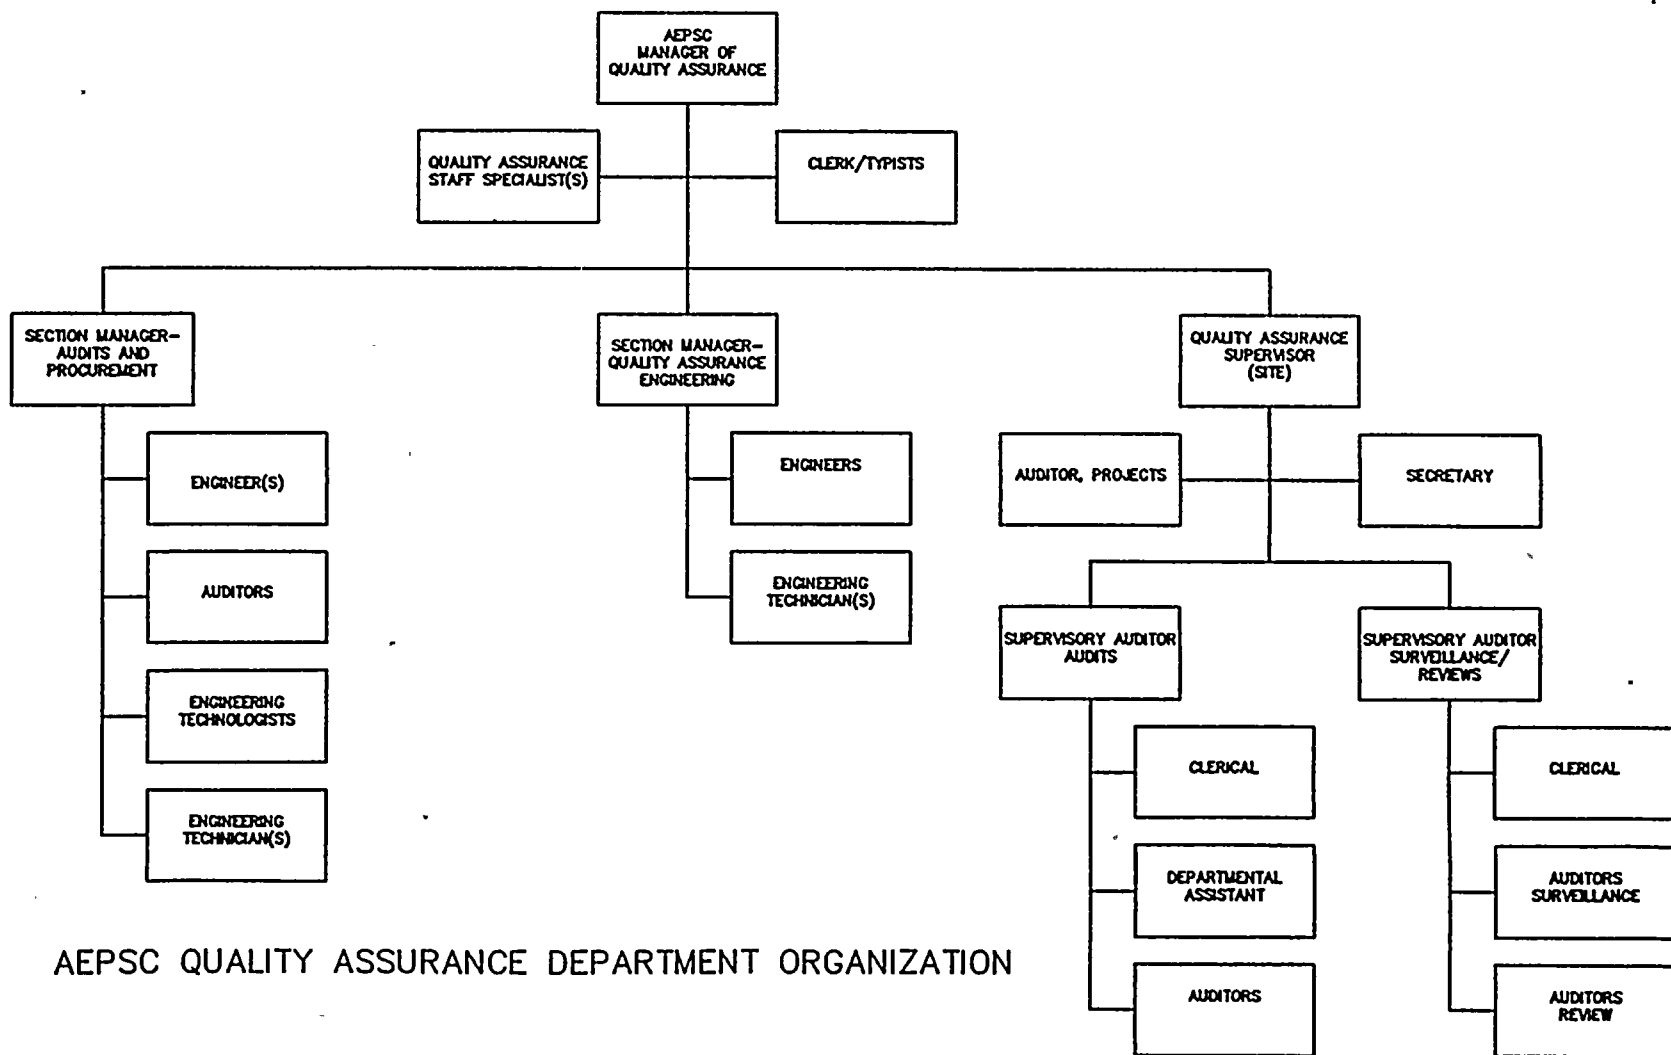 AEPSC
MANAGER OF
QUALITY ASSURANCE
QUALITY ASSURANCE
STAFF SPECIALIST(S)
CLERK/TYPISTS
SECTION MANAGER-
AUDITS AND
PROCUREMENT
SECTION MANAGER-
QUALITY ASSURANCE
ENGINEERING
QUALITY ASSURANCE
SUPERVISOR
(SITE)
ENGINEER(S)
AUDITORS
ENGINEERING
TECHNOLOGISTS
ENGINEERING
TECHNICIAN(S)
ENGINEERS
ENGINEERING
TECHNICIAN(S)
AUDITOR, PROJECTS
SECRETARY
SUPERVISORY AUDITOR
AUDITS
SUPERVISORY AUDITOR
SURVEILLANCE/
REVIEWS
CLERICAL
DEPARTMENTAL
ASSISTANT
AUDITORS
CLERICAL
AUDITORS
SURVEILLANCE
AUDITORS
REVIEW
AEPSC QUALITY ASSURANCE DEPARTMENT ORGANIZATION